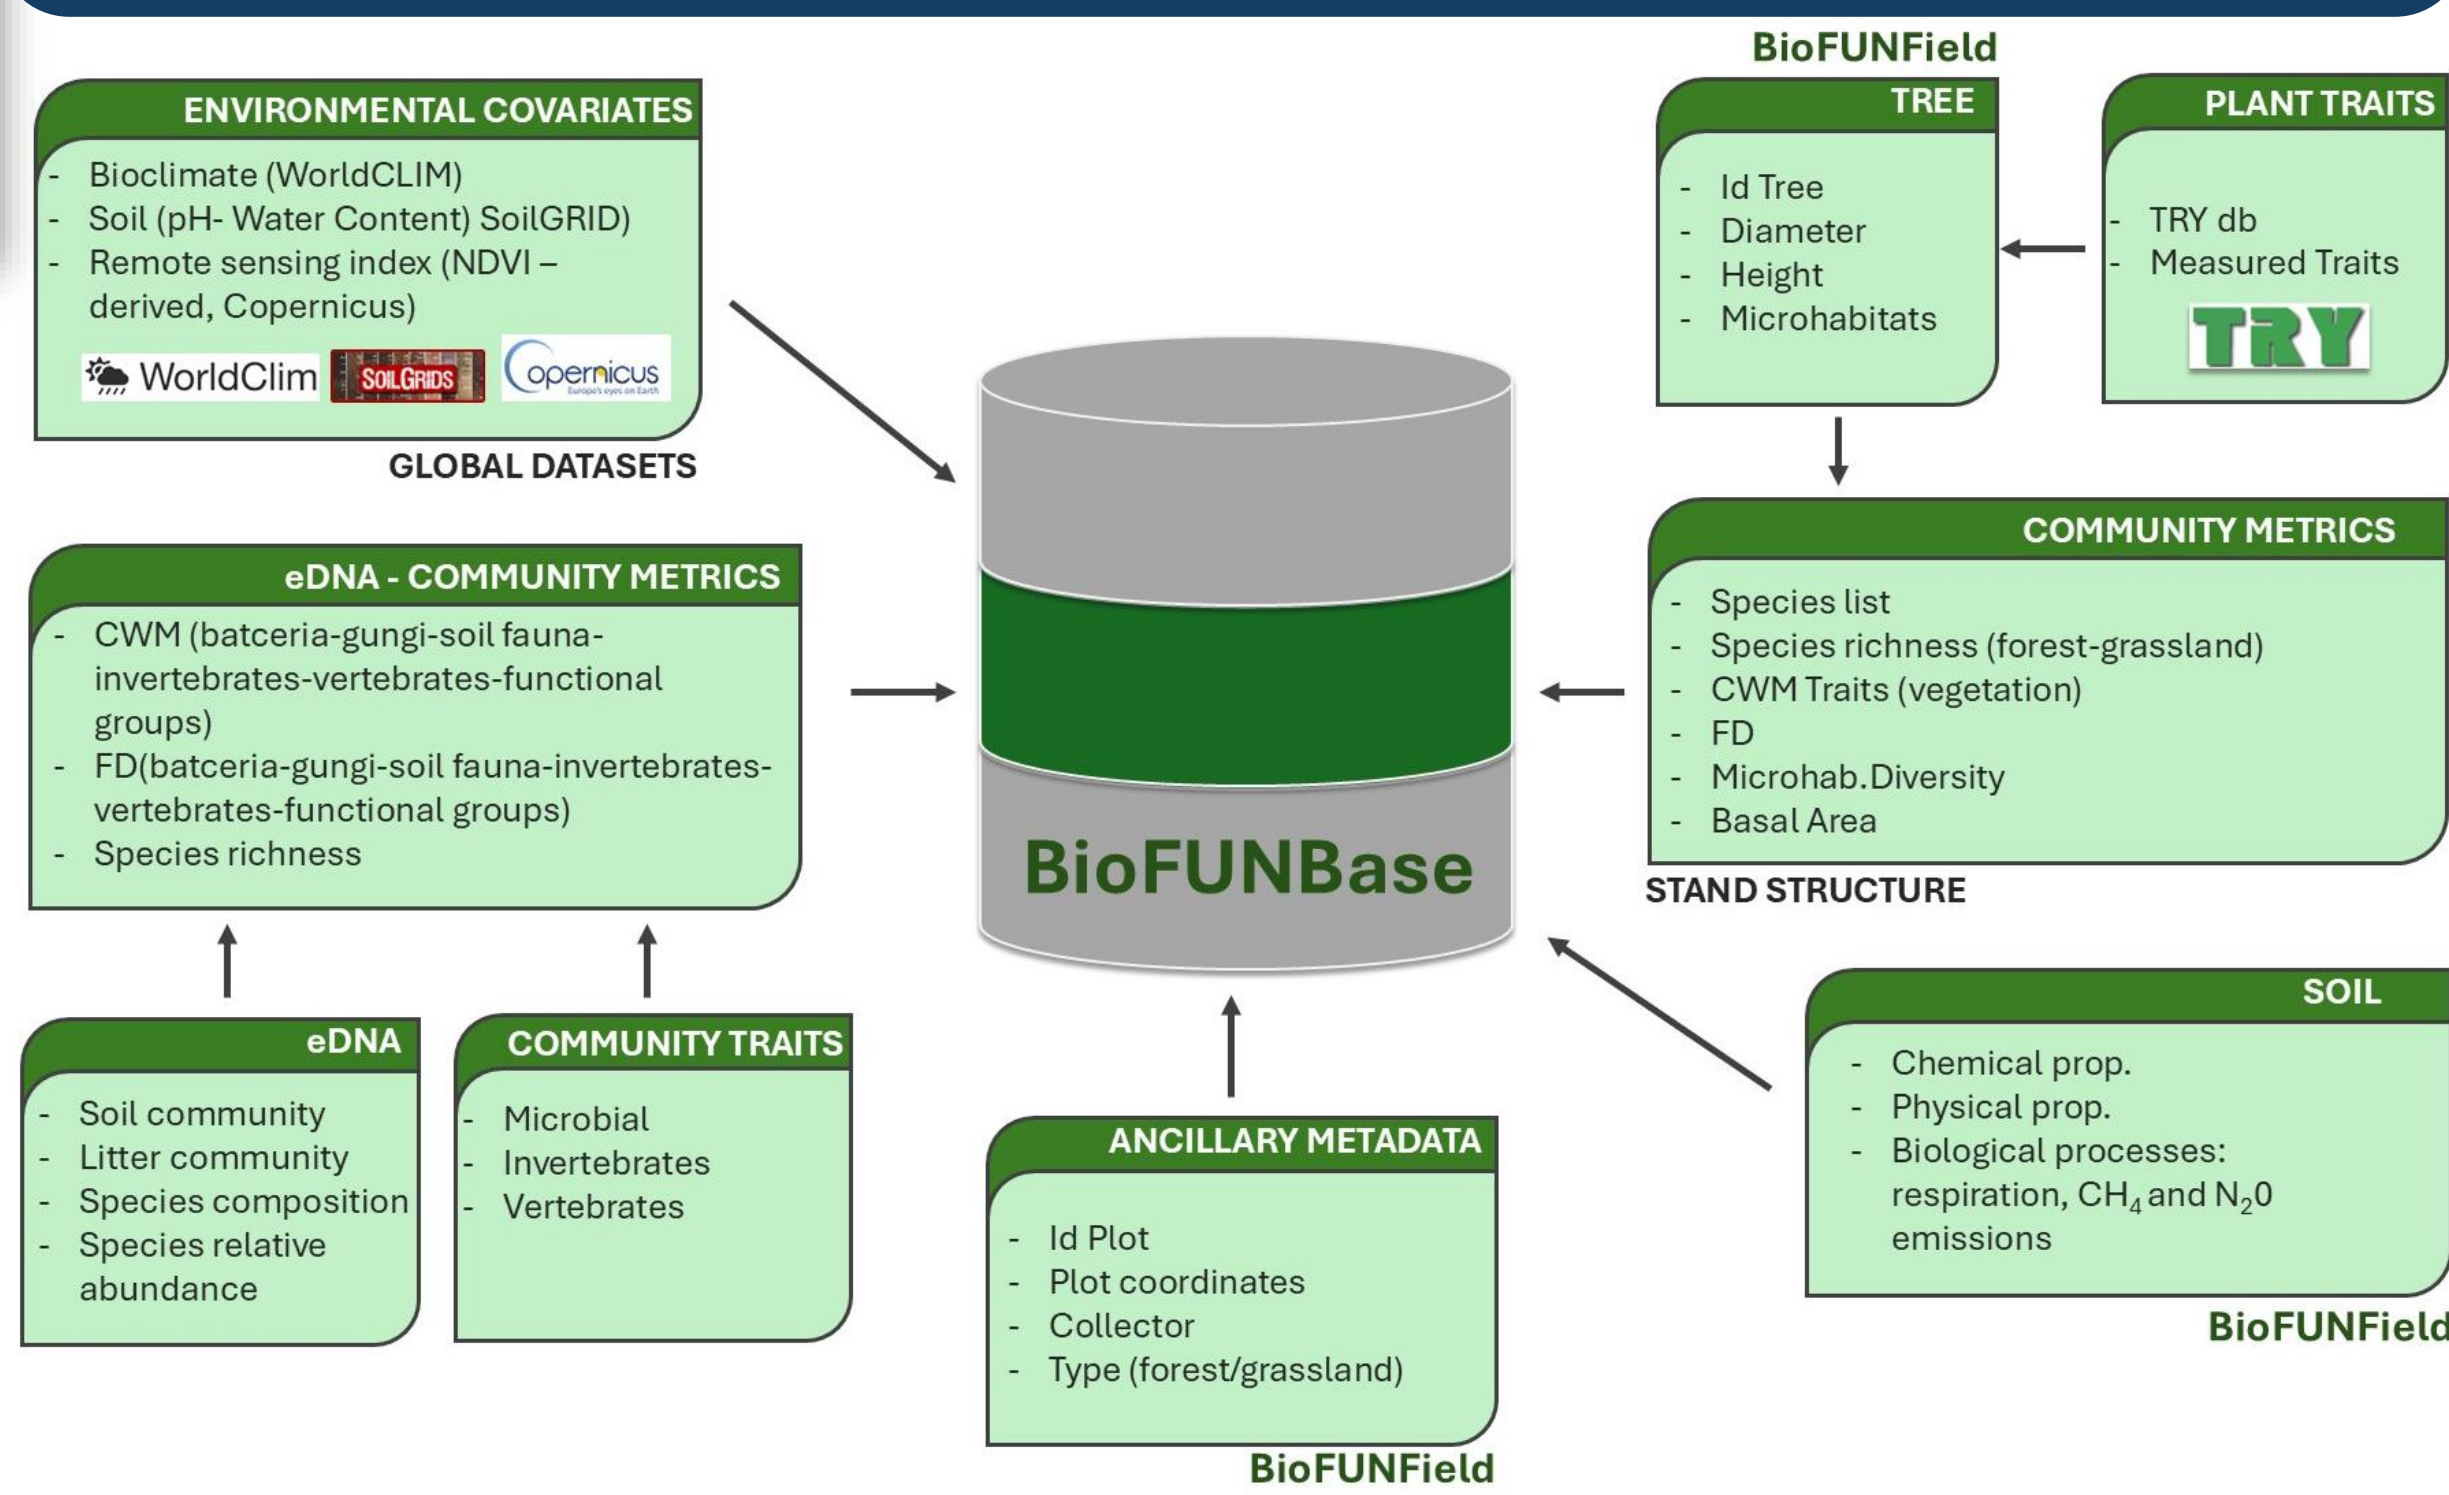 ENVIRONMENTAL COVARIATES
- Bioclimate (WorldCLIM)
- Soil (pH- Water Content) SoilGRID)
- Remote sensing index (NDVI –
derived, Copernicus)
WorldClim
SOILGRIDS
Copernicus
Europe's eyes on Earth
GLOBAL DATASETS
BioFUNField
TREE
- Id Tree
- Diameter
- Height
- Microhabitats
PLANT TRAITS
- TRY db
- Measured Traits
TRY
eDNA - COMMUNITY METRICS
- CWM (batceria-gungi-soil fauna-
invertebrates-vertebrates-functional
groups)
- FD(batceria-gungi-soil fauna-invertebrates-
vertebrates-functional groups)
- Species richness
BioFUNBase
COMMUNITY METRICS
- Species list
- Species richness (forest-grassland)
- CWM Traits (vegetation)
- FD
- Microhab.Diversity
- Basal Area
STAND STRUCTURE
eDNA
- Soil community
- Litter community
- Species composition
- Species relative
abundance
COMMUNITY TRAITS
- Microbial
- Invertebrates
- Vertebrates
ANCILLARY METADATA
- Id Plot
- Plot coordinates
- Collector
- Type (forest/grassland)
BioFUNField
SOIL
- Chemical prop.
- Physical prop.
- Biological processes:
respiration, CH₄ and N₂0
emissions
BioFUNField